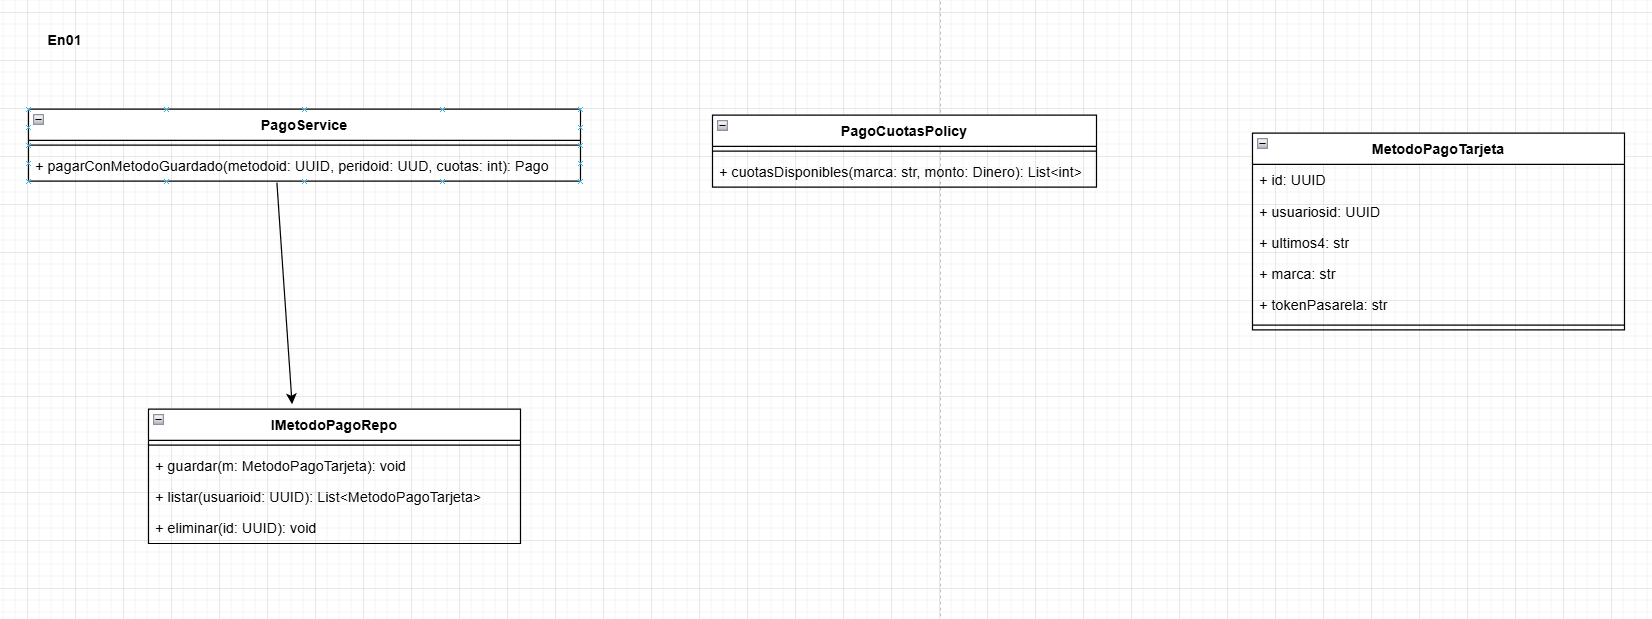 En01
PagoService
+ pagarConMetodoGuardado(metodoid: UUID, peridoid: UUD, cuotas: int): Pago
PagoCuotasPolicy
+ cuotasDisponibles(marca: str, monto: Dinero): List<int>
MetodoPagoTarjeta
+ id: UUID
+ usuariosid: UUID
+ ultimos4: str
+ marca: str
+ tokenPasarela: str
IMetodoPagoRepo
+ guardar(m: MetodoPagoTarjeta): void
+ listar(usuarioid: UUID): List<MetodoPagoTarjeta>
+ eliminar(id: UUID): void